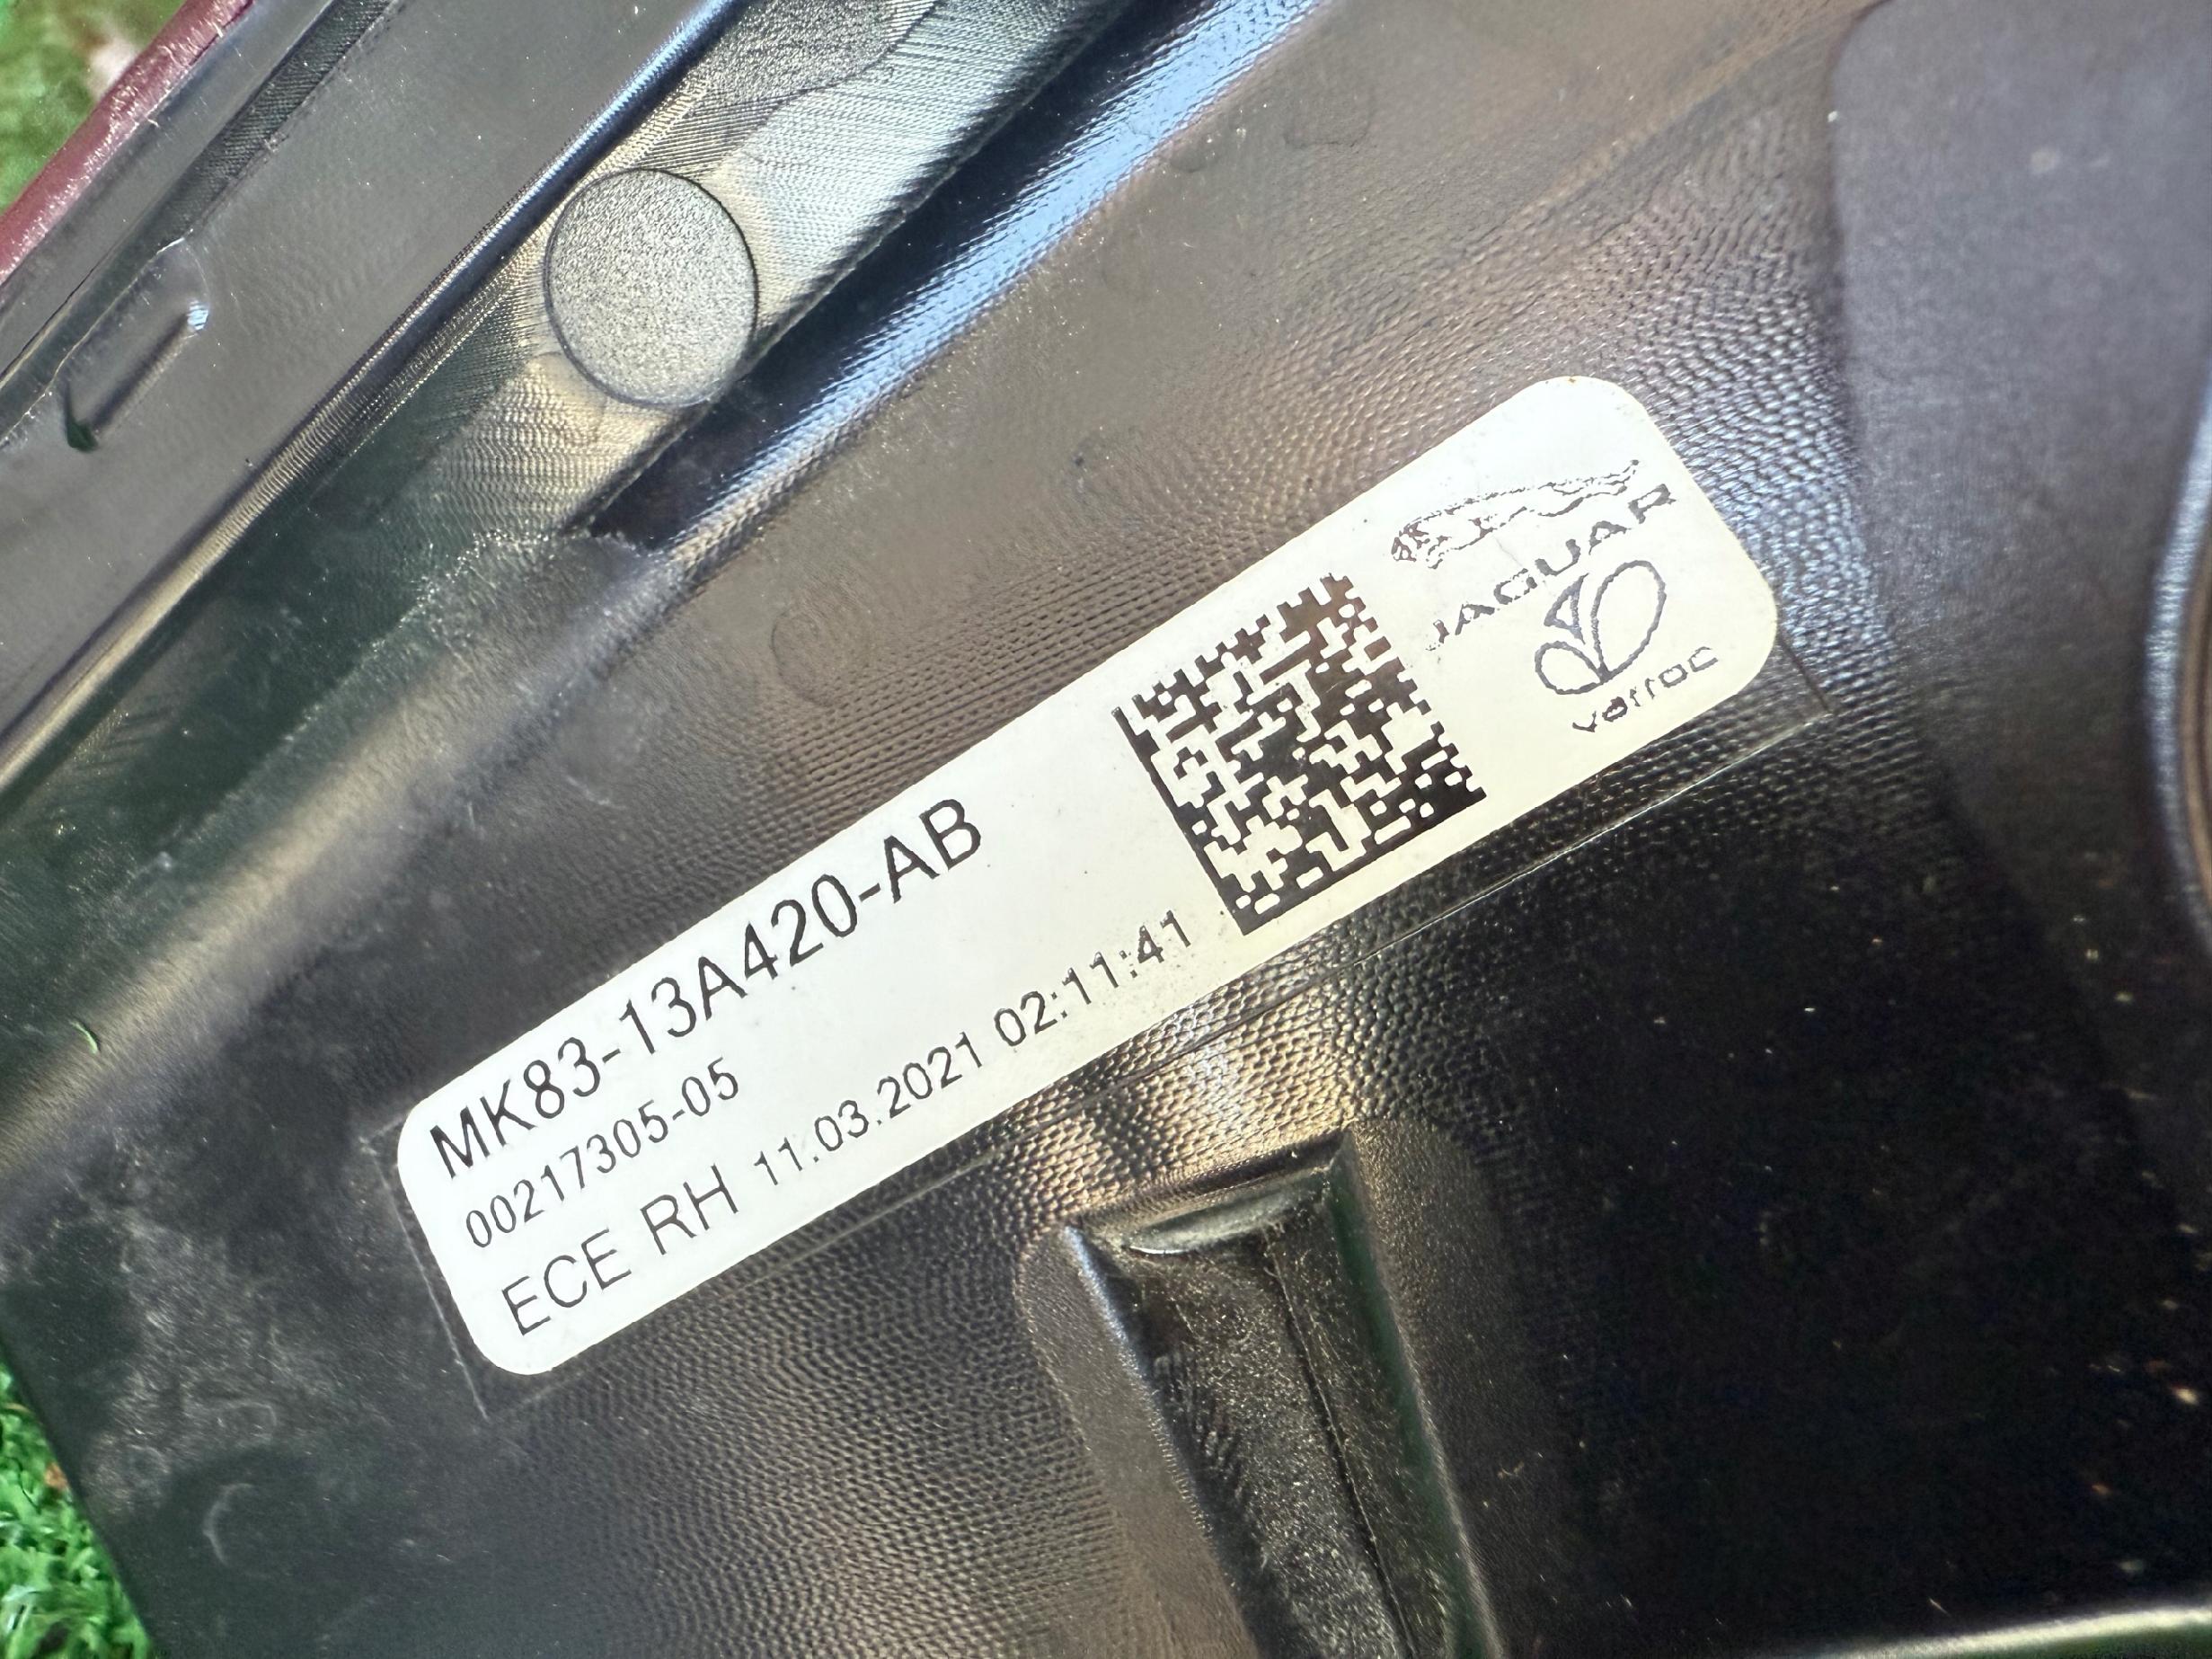 MK83-13A420-AB
00217305-05
ECE RH 11.03.2021 02:11:41
JAGUAR
varroc